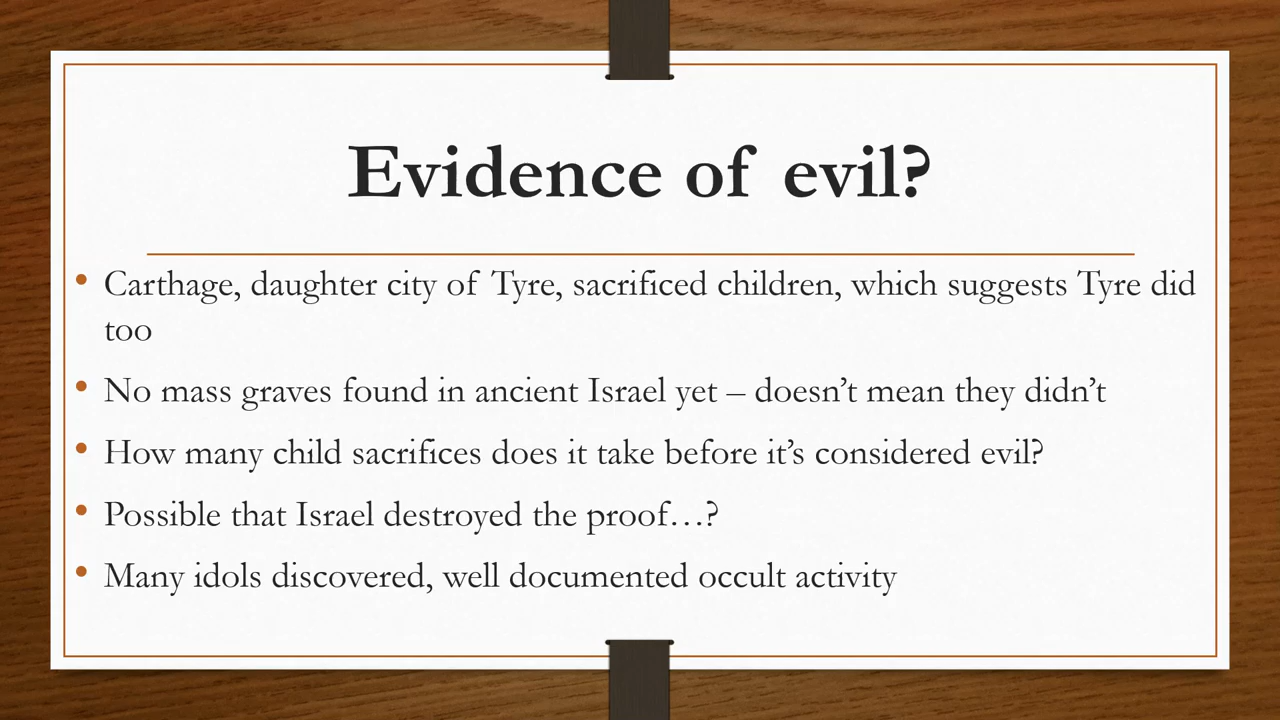 Evidence of evil?
• Carthage, daughter city of Tyre, sacrificed children, which suggests Tyre did
too
• No mass graves found in ancient Israel yet – doesn’t mean they didn’t
• How many child sacrifices does it take before it’s considered evil?
• Possible that Israel destroyed the proof…?
• Many idols discovered, well documented occult activity